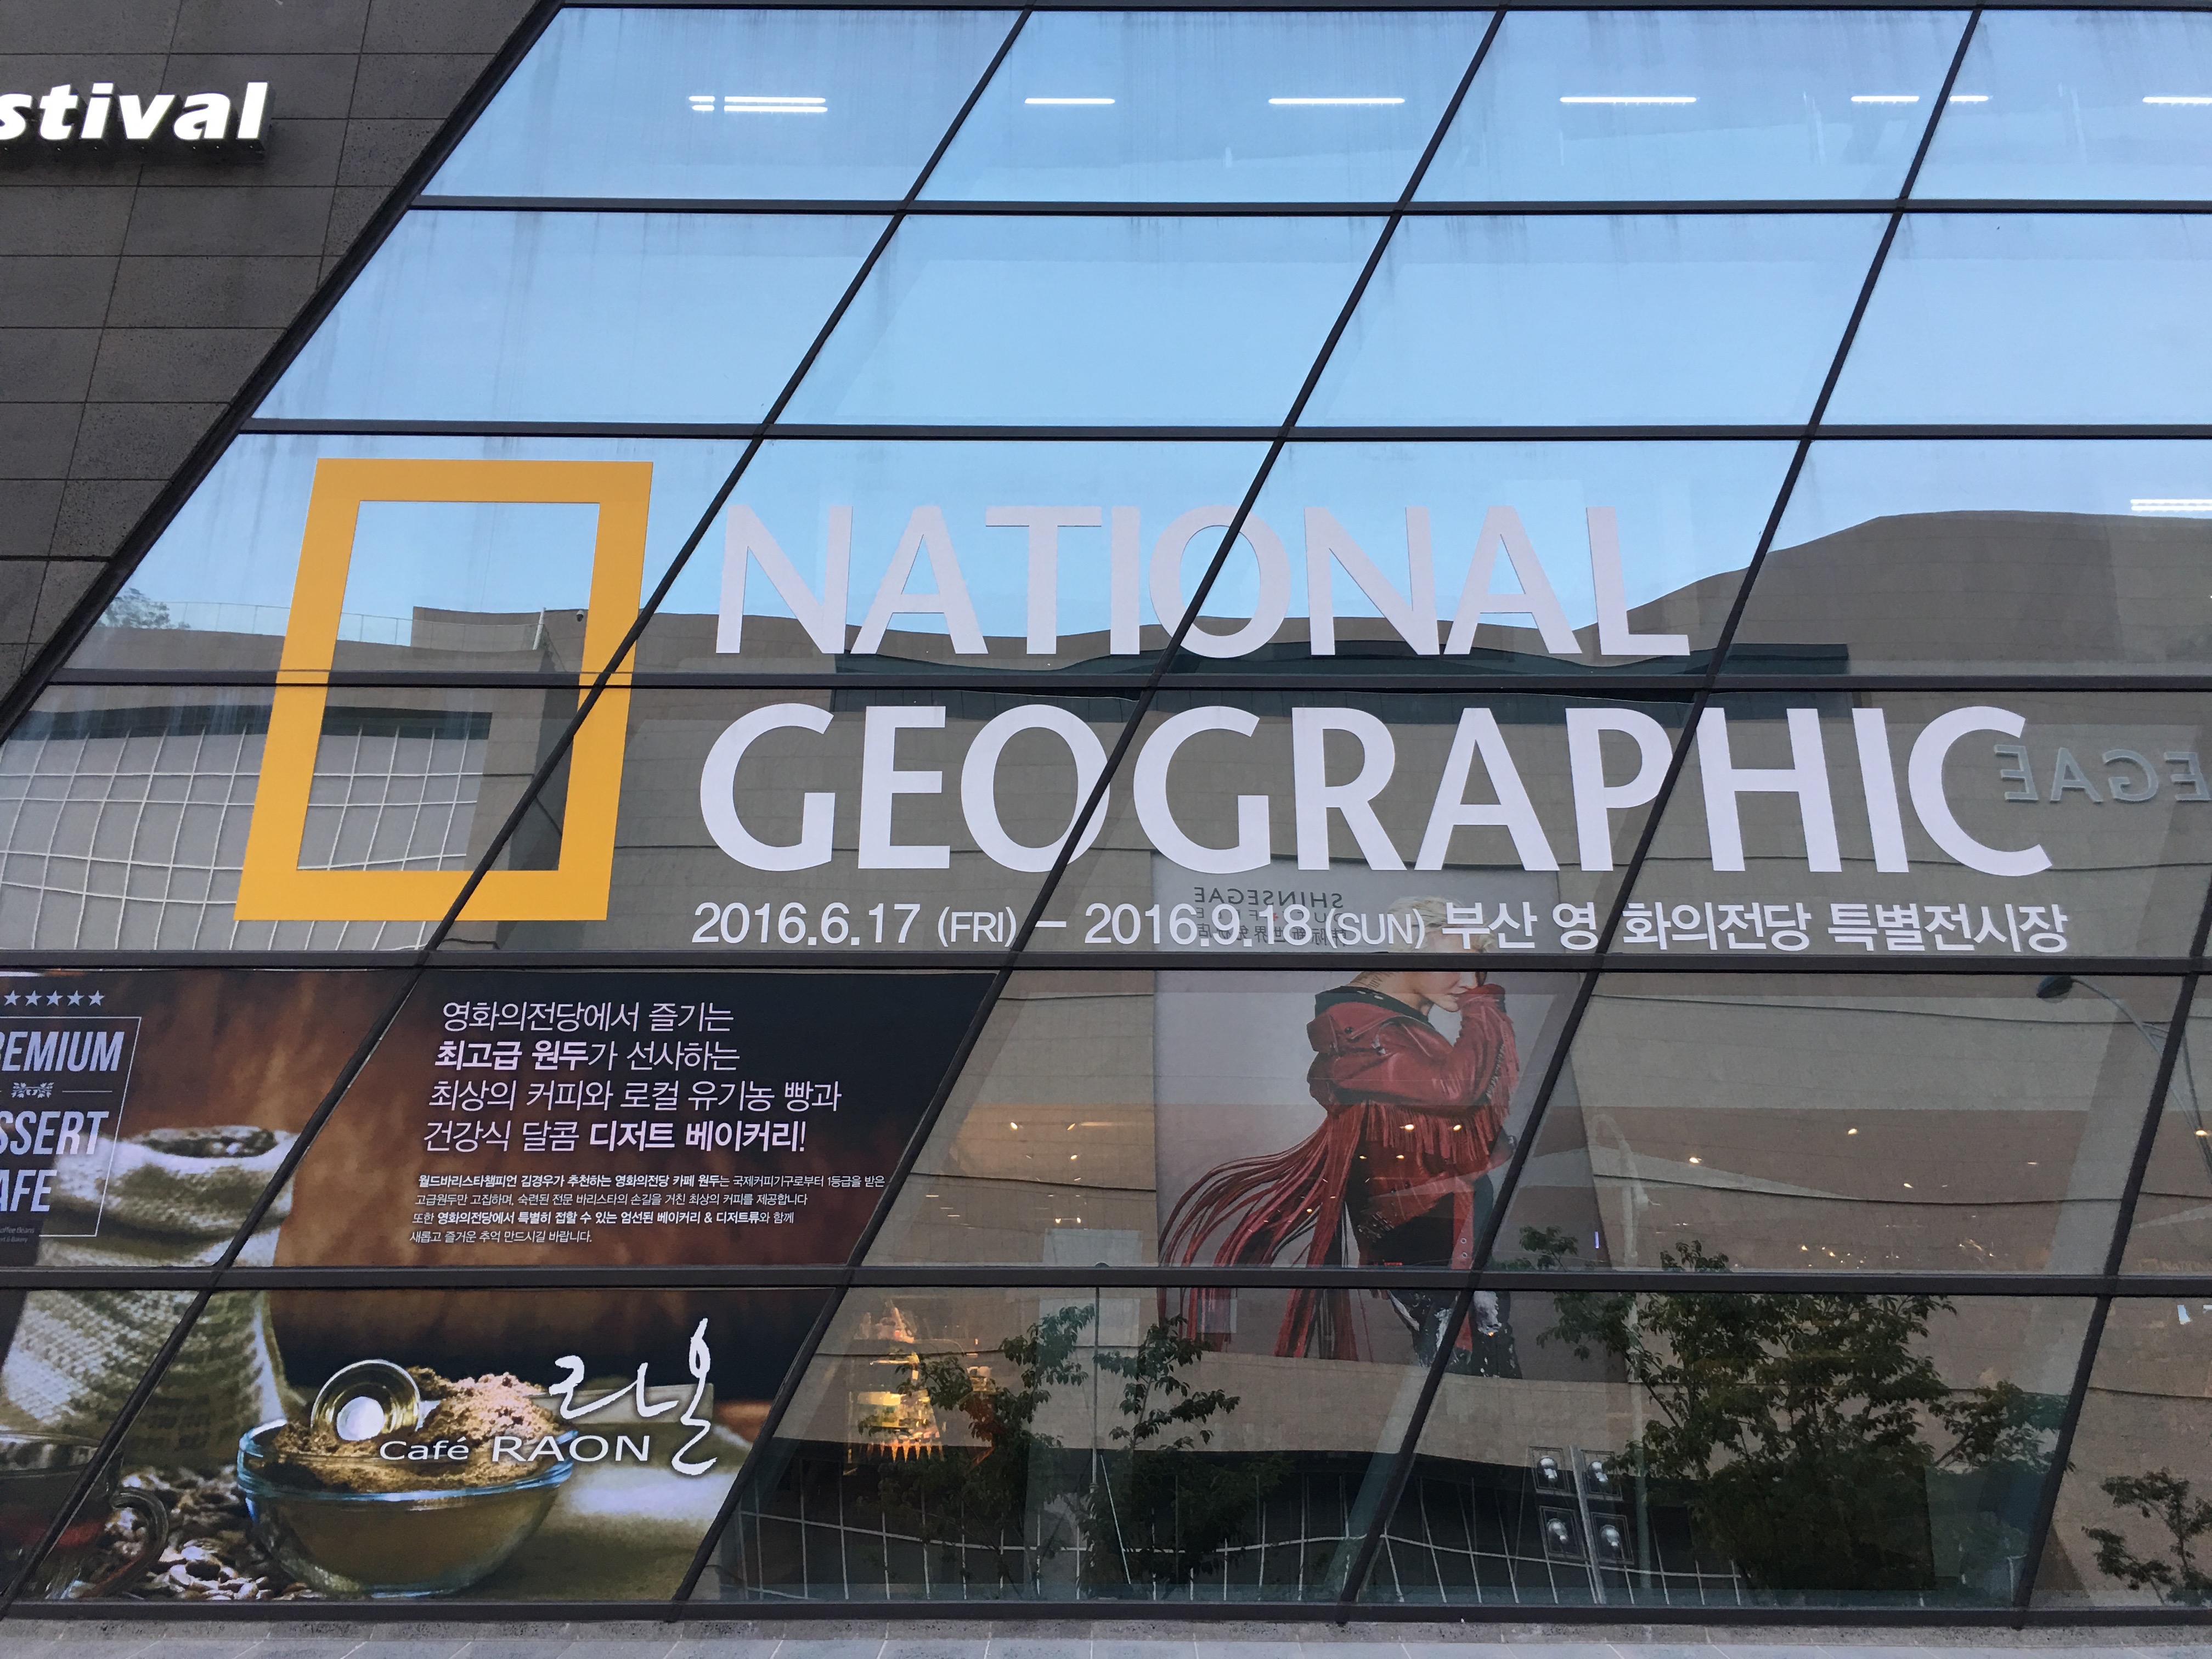 stival
NATIONAL
GEOGRAPHIC
2016.6.17 (FRI) – 2016.9.18 (SUN) 부산 영 화의전당 특별전시장
EGAE
SHINSEGAE
★★★★★
EMIUM
SSERT
AFE
영화의전당에서 즐기는
최고급 원두가 선사하는
최상의 커피와 로컬 유기농 빵과
건강식 달콤 디저트 베이커리!
월드바리스타챔피언 김경우가 추천하는 영화의전당 카페 원두는 국제커피기구로부터 1등급을 받은
고급원두만 고집하며, 숙련된 전문 바리스타의 손길을 거친 최상의 커피를 제공합니다
또한 영화의전당에서 특별히 접할 수 있는 엄선된 베이커리 & 디저트류와 함께
새롭고 즐거운 추억 만드시길 바랍니다.
라온
Café RAON